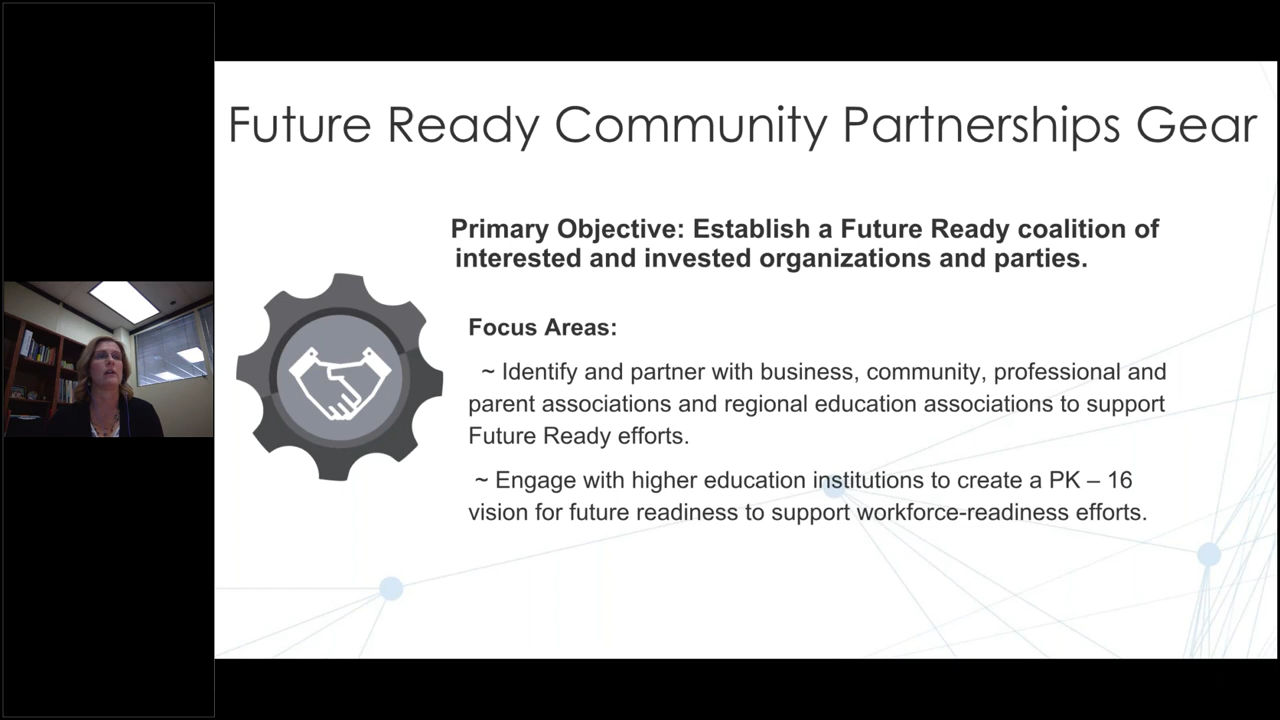 Future Ready Community Partnerships Gear
Primary Objective: Establish a Future Ready coalition of
interested and invested organizations and parties.
Focus Areas:
~ Identify and partner with business, community, professional and
parent associations and regional education associations to support
Future Ready efforts.
~ Engage with higher education institutions to create a PK – 16
vision for future readiness to support workforce-readiness efforts.